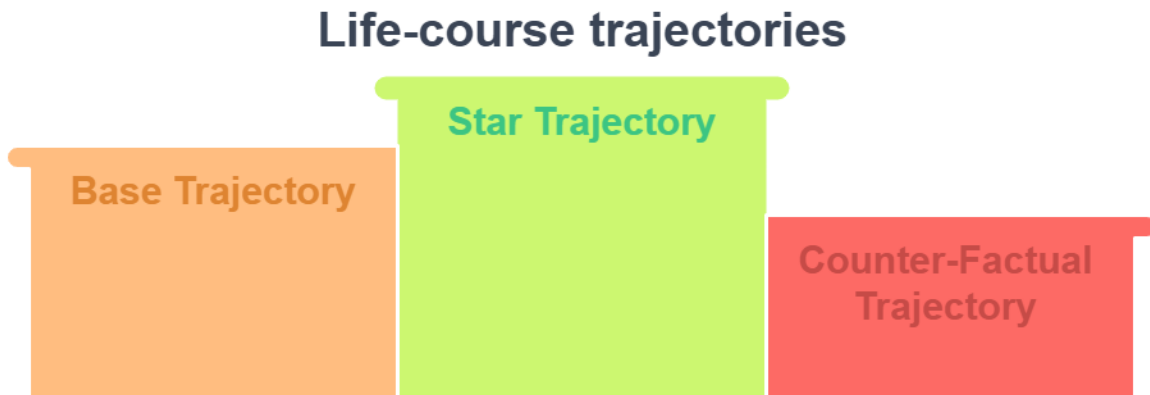 Life-course trajectories
Star Trajectory
Base Trajectory
Counter-Factual
Trajectory